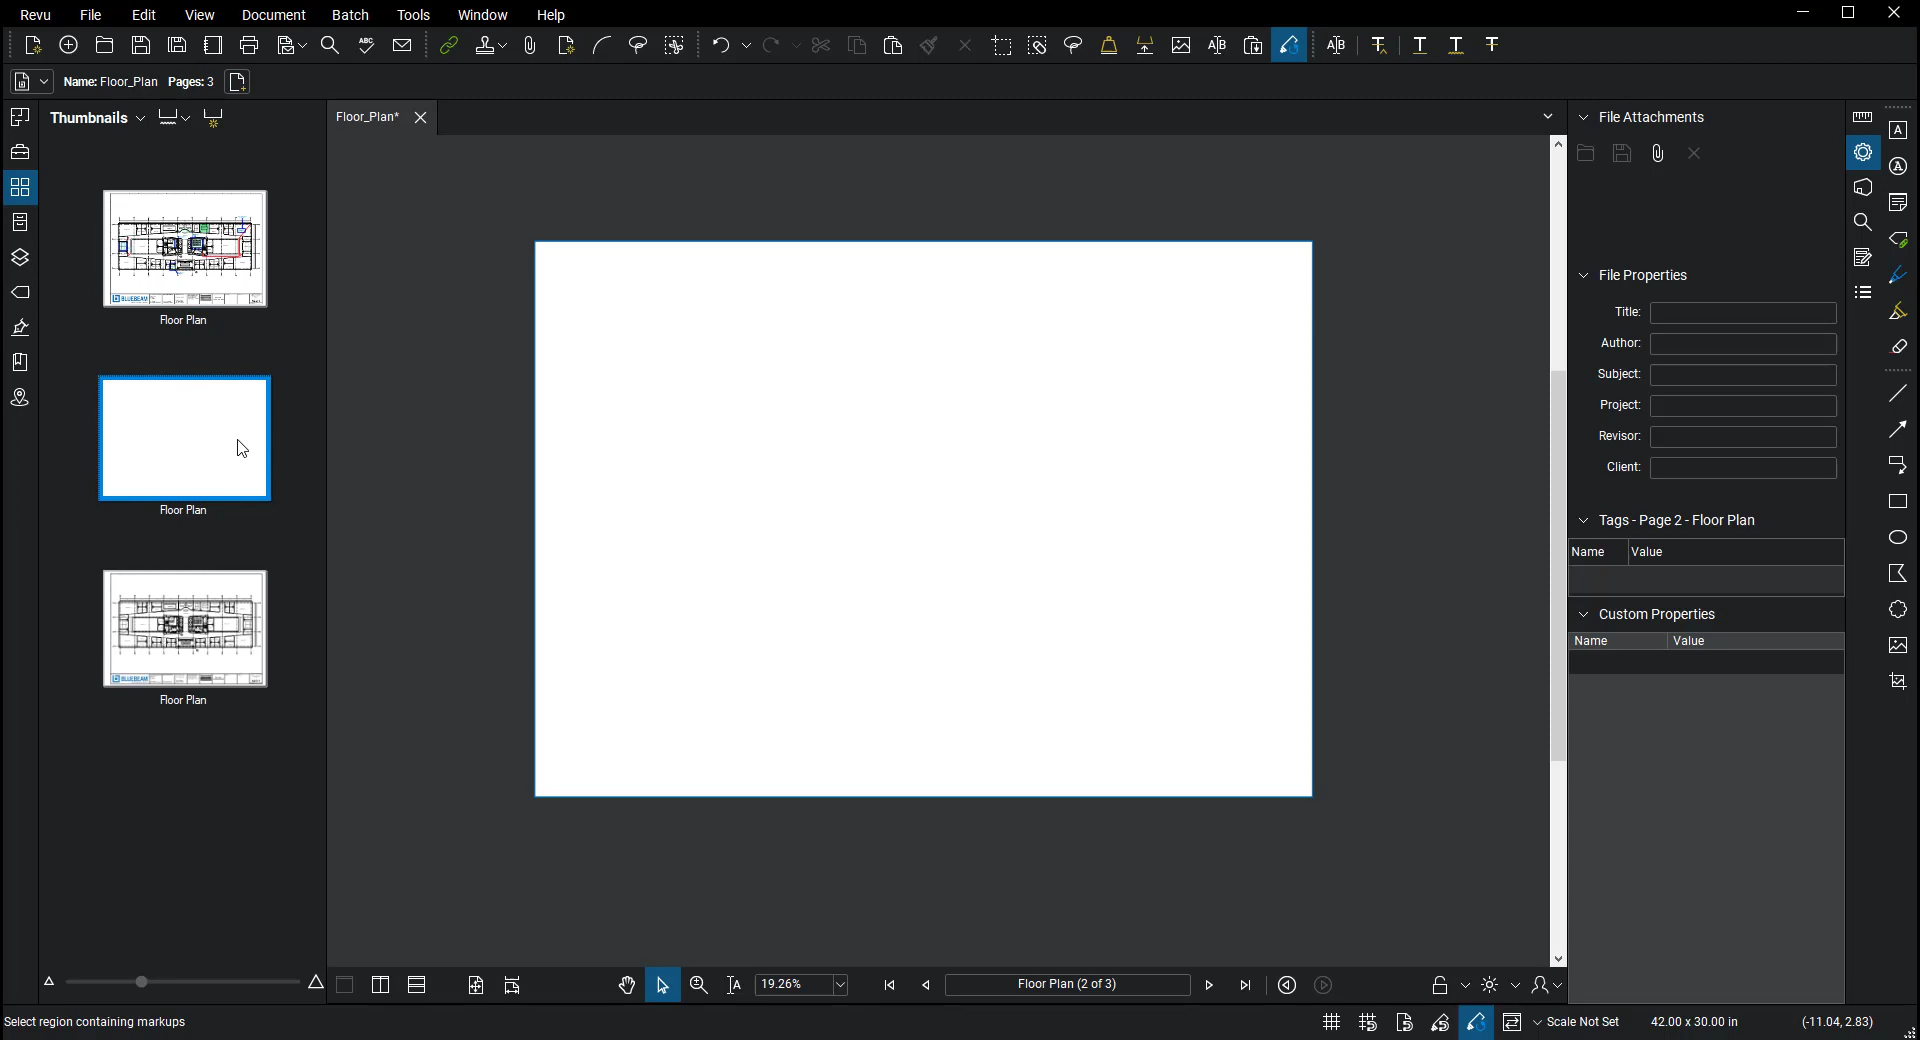 Revu File Edit View Document Batch Tools Window Help
Name: Floor_Plan Pages: 3
Thumbnails
Floor_Plan*
File Attachments
BLUEBEAM
Floor Plan
Floor Plan
BLUEBEAM
Floor Plan
File Properties
Title:
Author:
Subject:
Project:
Revisor:
Client:
Tags - Page 2 - Floor Plan
Name Value
Custom Properties
Name Value
19.26%
Floor Plan (2 of 3)
Select region containing markups
Scale Not Set
42.00 x 30.00 in
(-11.04, 2.83)